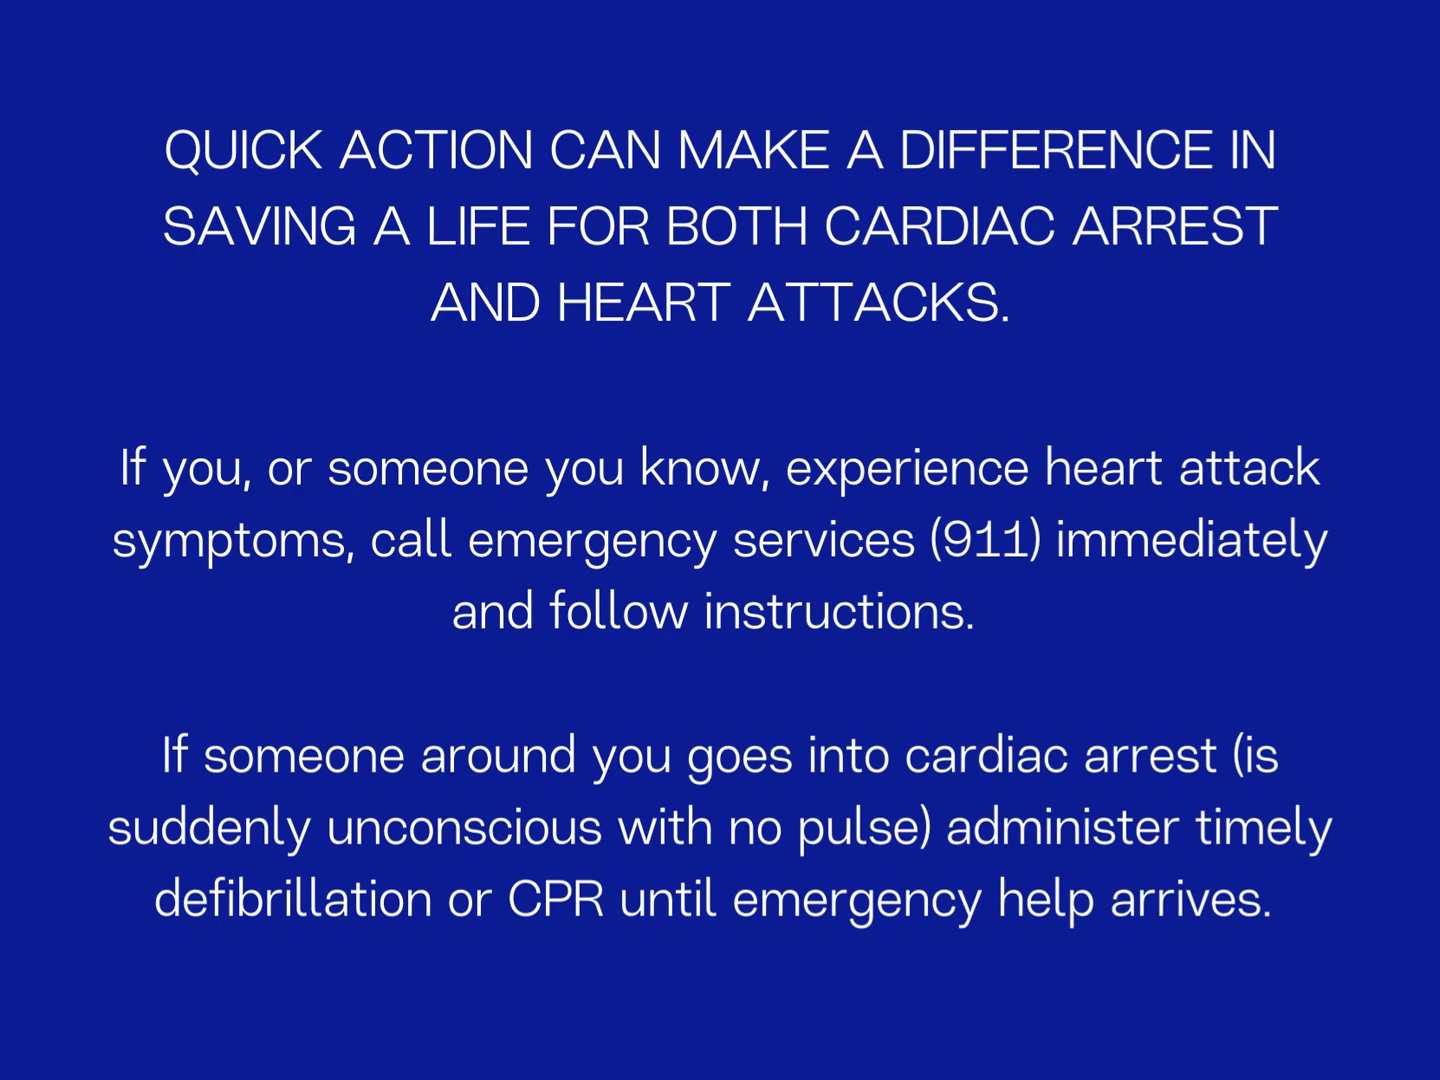 QUICK ACTION CAN MAKE A DIFFERENCE IN
SAVING A LIFE FOR BOTH CARDIAC ARREST
AND HEART ATTACKS.
If you, or someone you know, experience heart attack
symptoms, call emergency services (911) immediately
and follow instructions.
If someone around you goes into cardiac arrest (is
suddenly unconscious with no pulse) administer timely
defibrillation or CPR until emergency help arrives.